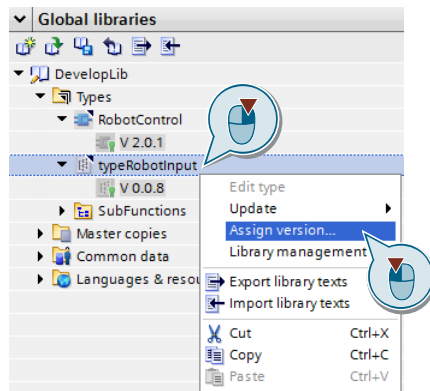 Global libraries
DevelopLib
Types
RobotControl
V 2.0.1
typeRobotInput
V 0.0.8
SubFunctions
Master copies
Common data
Languages & resou
Edit type
Update
Assign version...
Library management
Export library texts
Import library texts
Cut Ctrl+X
Copy Ctrl+C
Paste Ctrl+V